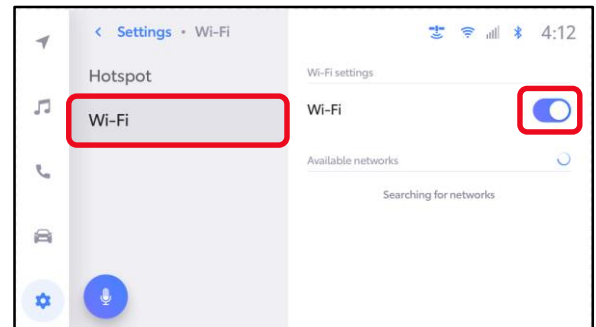 < Settings • Wi-Fi
4:12
Hotspot
Wi-Fi
Wi-Fi settings
Wi-Fi
Available networks
Searching for networks